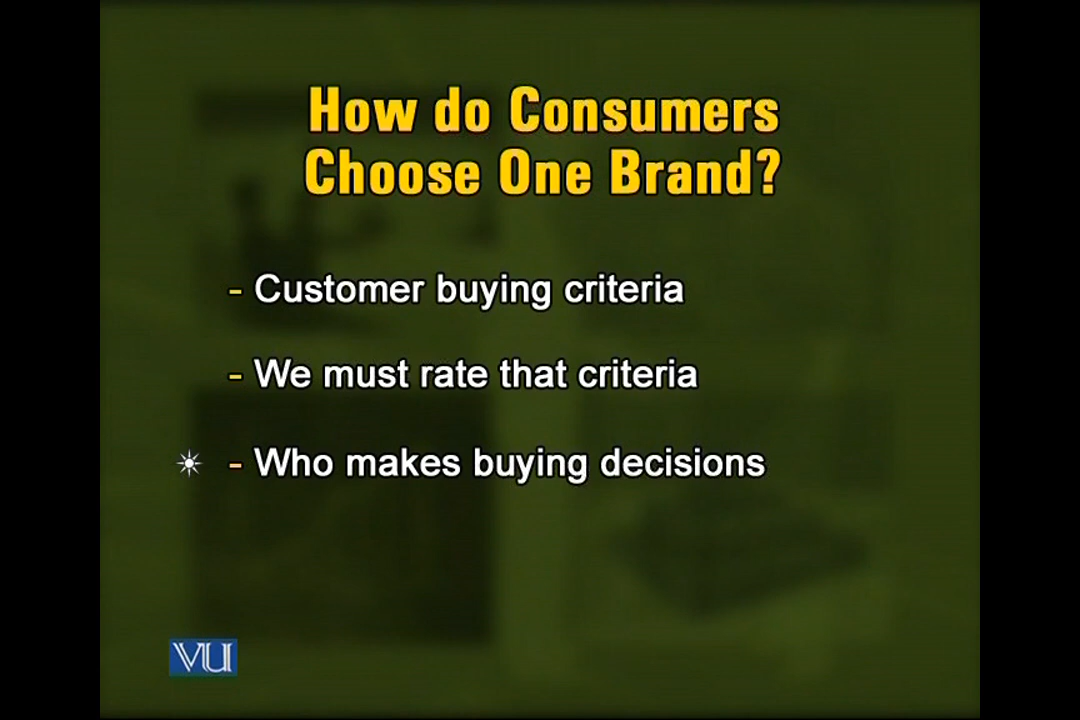 How do Consumers
Choose One Brand?
- Customer buying criteria
- We must rate that criteria
- Who makes buying decisions
VU